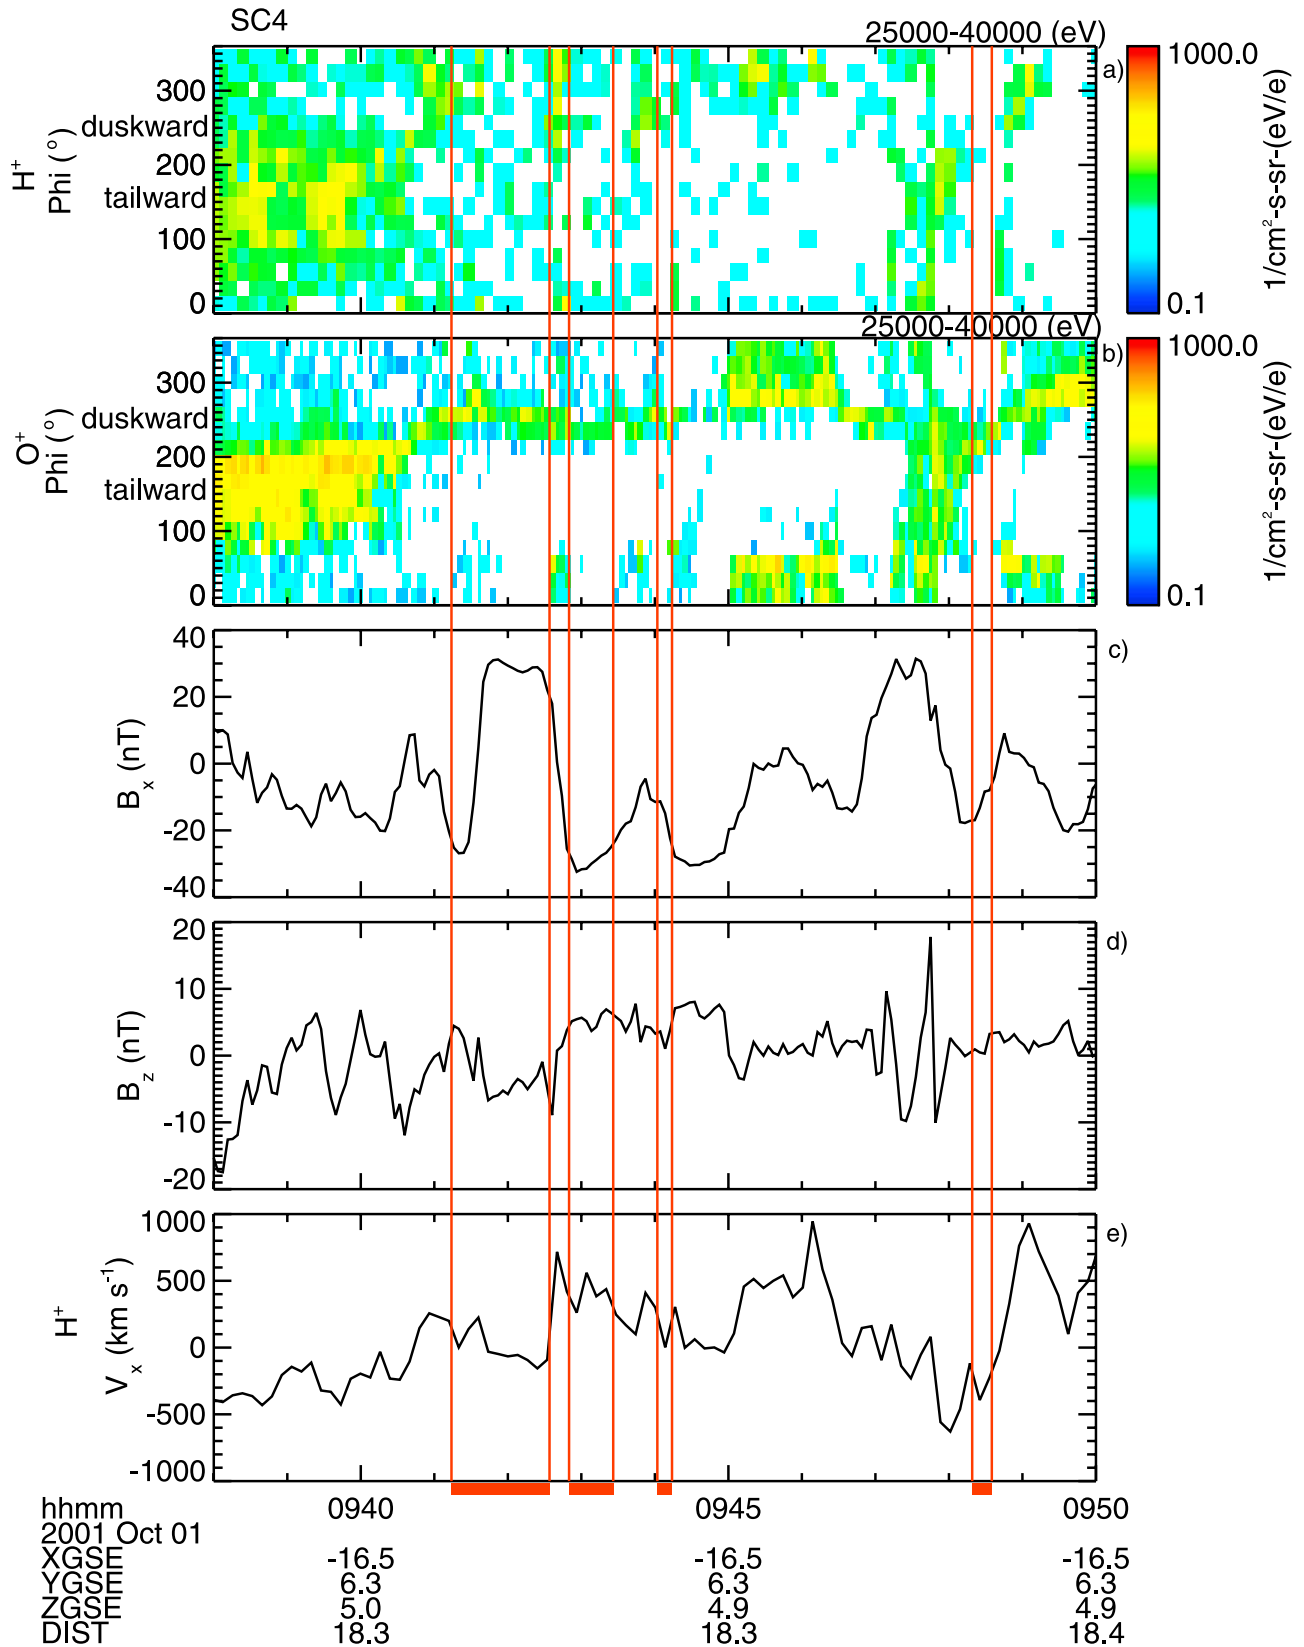 SC4
25000-40000 (eV)
a)
300
duskward
200
tailward
100
0
H+
Phi (°)
1000.0
0.1
1/cm²-s-sr-(eV/e)
25000-40000 (eV)
b)
300
duskward
200
tailward
100
0
O+
Phi (°)
1000.0
0.1
1/cm²-s-sr-(eV/e)
40
20
0
-20
-40
Bx (nT)
c)
20
10
0
-10
-20
Bz (nT)
d)
1000
500
0
-500
-1000
H+
Vx (km s-1)
e)
hhmm 0940 0945 0950
2001 Oct 01
XGSE -16.5 -16.5 -16.5
YGSE 6.3 6.3 6.3
ZGSE 5.0 4.9 4.9
DIST 18.3 18.3 18.4